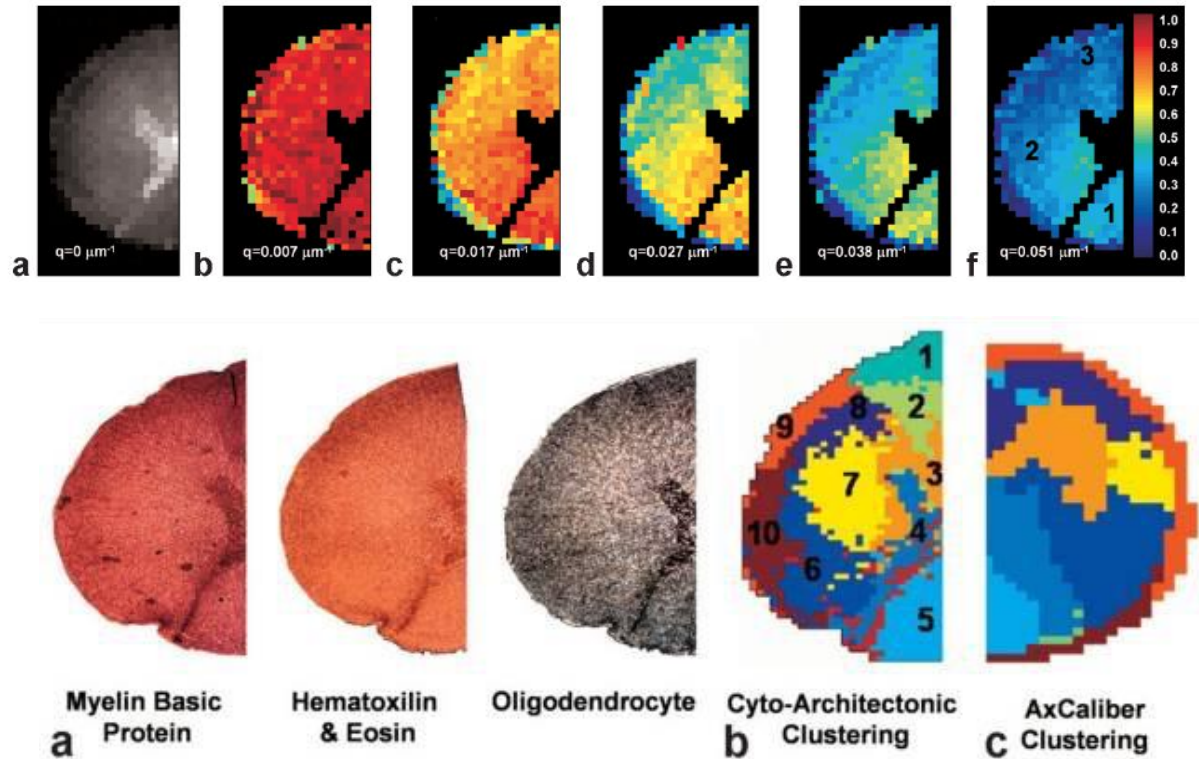 a
q=0 μm⁻¹
b
q=0.007 μm⁻¹
c
q=0.017 μm⁻¹
d
q=0.027 μm⁻¹
e
q=0.038 μm⁻¹
f
q=0.051 μm⁻¹
3
2
1
1.0
0.9
0.8
0.7
0.6
0.5
0.4
0.3
0.2
0.1
0.0
1
2
8
9
3
7
10
4
6
5
a
Myelin Basic
Protein
Hematoxilin
& Eosin
Oligodendrocyte
b
Cyto-Architectonic
Clustering
c
AxCaliber
Clustering